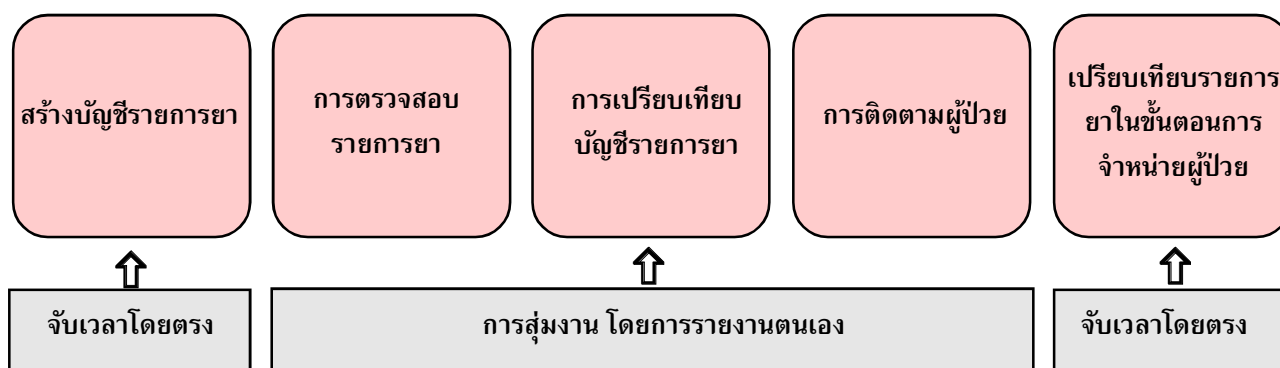 สร้างบัญชีรายการยา
การตรวจสอบ
รายการยา
การเปรียบเทียบ
บัญชีรายการยา
การติดตามผู้ป่วย
เปรียบเทียบรายการ
ยาในขั้นตอนการ
จำหน่ายผู้ป่วย
จับเวลาโดยตรง
การสุ่มงาน โดยการรายงานตนเอง
จับเวลาโดยตรง